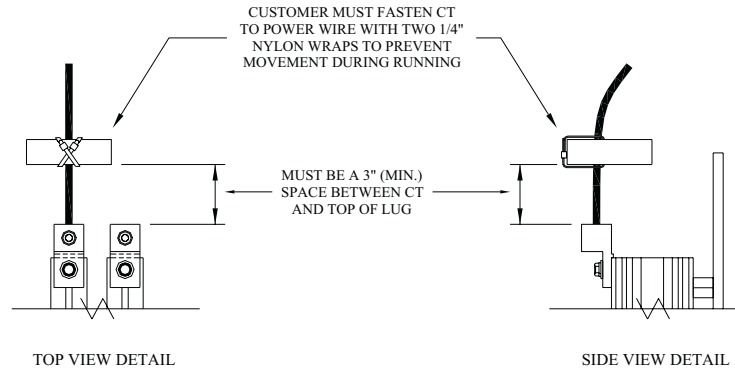 CUSTOMER MUST FASTEN CT
TO POWER WIRE WITH TWO 1/4"
NYLON WRAPS TO PREVENT
MOVEMENT DURING RUNNING
MUST BE A 3" (MIN.)
SPACE BETWEEN CT
AND TOP OF LUG
TOP VIEW DETAIL
SIDE VIEW DETAIL